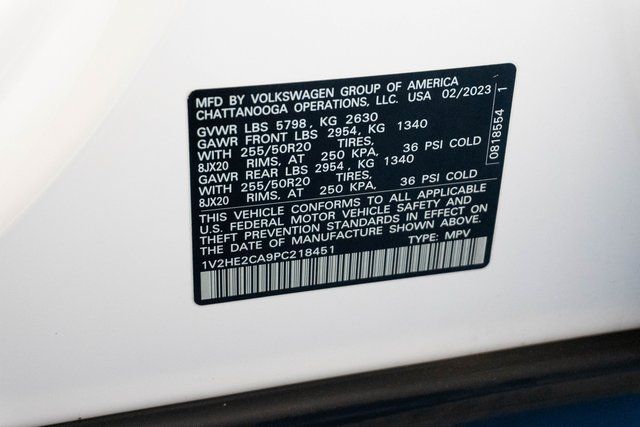 MFD BY VOLKSWAGEN GROUP OF AMERICA
CHATTANOOGA OPERATIONS, LLC. USA 02/2023
GVWR LBS 5798, KG 2630
GAWR FRONT LBS 2954, KG 1340
WITH 255/50R20 TIRES,
8JX20 RIMS, AT 250 KPA, 36 PSI COLD
GAWR REAR LBS 2954 , KG 1340
WITH 255/50R20 TIRES,
8JX20 RIMS, AT 250 KPA, 36 PSI COLD
THIS VEHICLE CONFORMS TO ALL APPLICABLE
U.S. FEDERAL MOTOR VEHICLE SAFETY AND
THEFT PREVENTION STANDARDS IN EFFECT ON
THE DATE OF MANUFACTURE SHOWN ABOVE.
1V2HE2CA9PC218451 TYPE: MPV
0818554 1